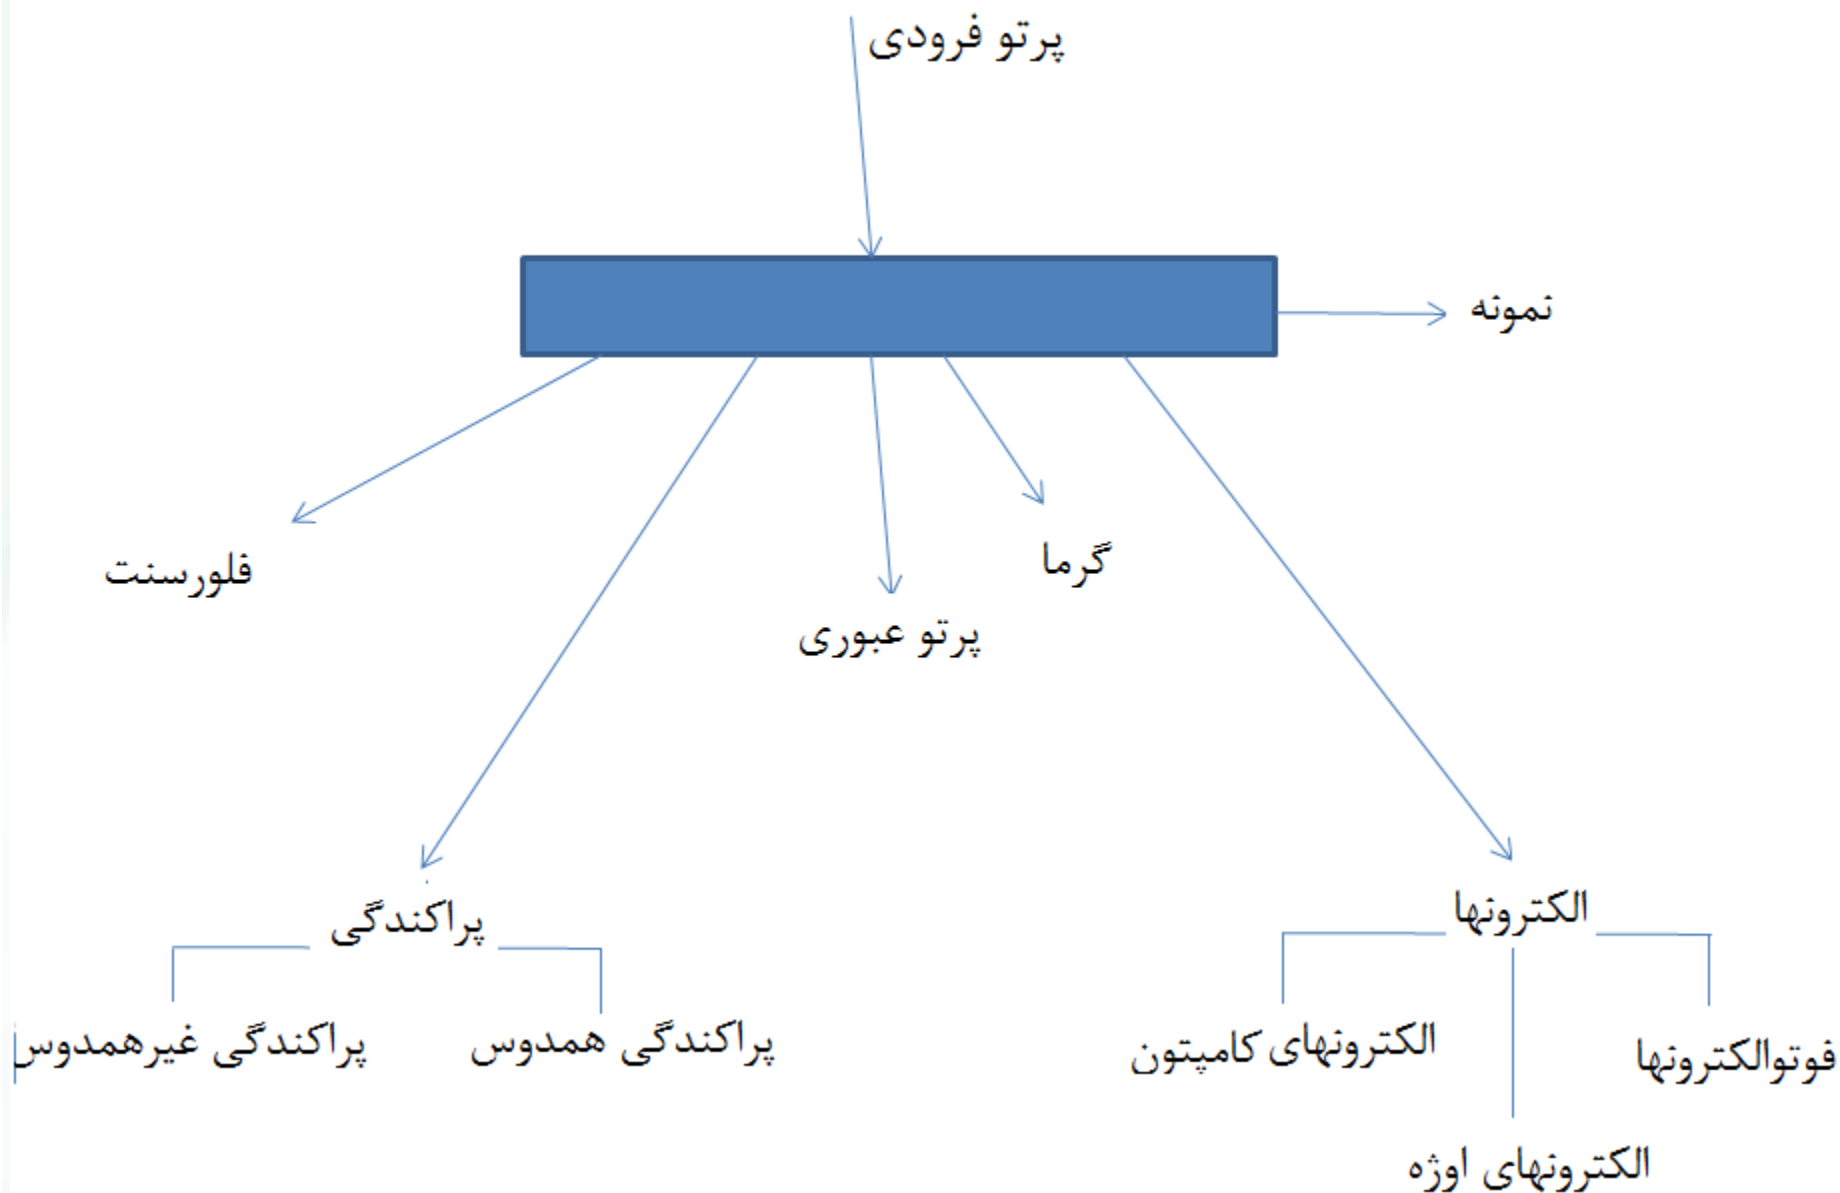 پرتو فرودی
نمونه
فلورسنت
گرما
پرتو عبوری
الکترونها
پراکندگی
فوتوالکترونها
الکترونهای کامپتون
پراکندگی همدوس
پراکندگی غیرهمدوس
الکترونهای اوژه